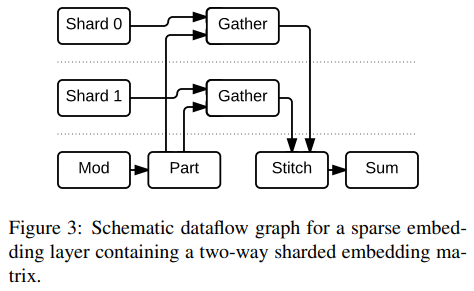 Shard 0
Gather
Shard 1
Gather
Mod
Part
Stitch
Sum
Figure 3: Schematic dataflow graph for a sparse embed-
ding layer containing a two-way sharded embedding ma-
trix.